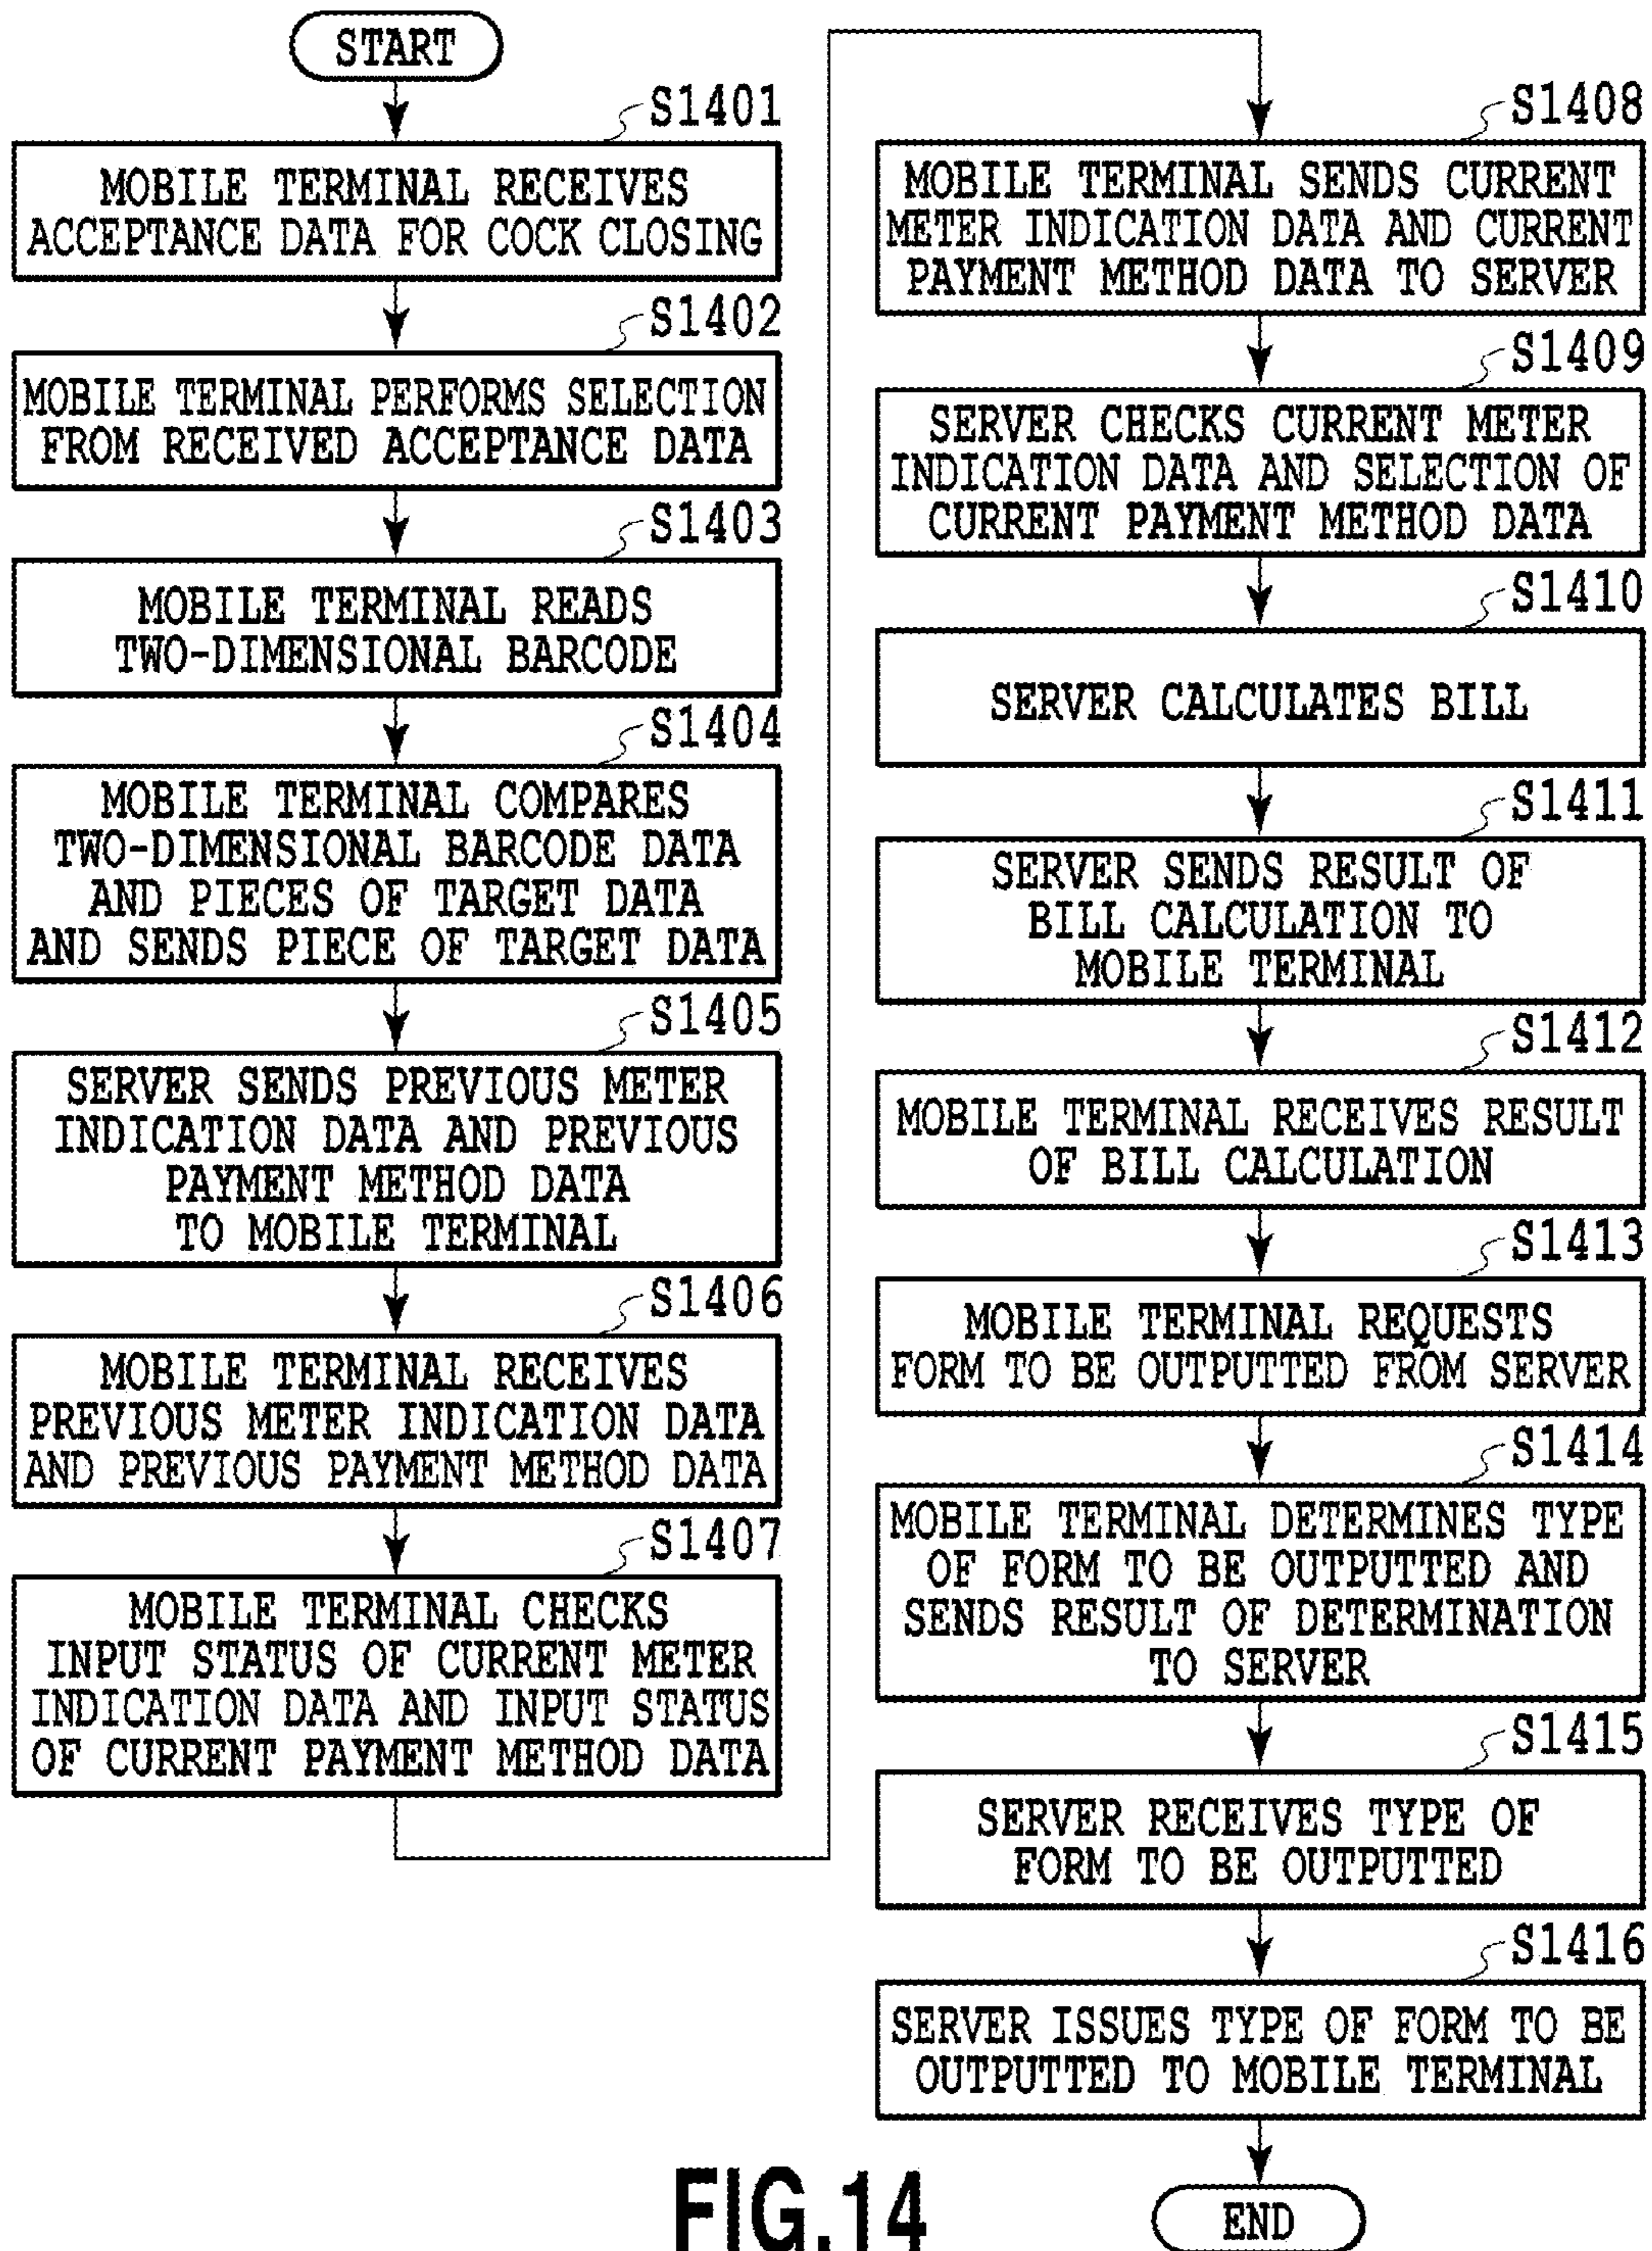 START
S1401
MOBILE TERMINAL RECEIVES
ACCEPTANCE DATA FOR COCK CLOSING
S1402
MOBILE TERMINAL PERFORMS SELECTION
FROM RECEIVED ACCEPTANCE DATA
S1403
MOBILE TERMINAL READS
TWO-DIMENSIONAL BARCODE
S1404
MOBILE TERMINAL COMPARES
TWO-DIMENSIONAL BARCODE DATA
AND PIECES OF TARGET DATA
AND SENDS PIECE OF TARGET DATA
S1405
SERVER SENDS PREVIOUS METER
INDICATION DATA AND PREVIOUS
PAYMENT METHOD DATA
TO MOBILE TERMINAL
S1406
MOBILE TERMINAL RECEIVES
PREVIOUS METER INDICATION DATA
AND PREVIOUS PAYMENT METHOD DATA
S1407
MOBILE TERMINAL CHECKS
INPUT STATUS OF CURRENT METER
INDICATION DATA AND INPUT STATUS
OF CURRENT PAYMENT METHOD DATA
S1408
MOBILE TERMINAL SENDS CURRENT
METER INDICATION DATA AND CURRENT
PAYMENT METHOD DATA TO SERVER
S1409
SERVER CHECKS CURRENT METER
INDICATION DATA AND SELECTION OF
CURRENT PAYMENT METHOD DATA
S1410
SERVER CALCULATES BILL
S1411
SERVER SENDS RESULT OF
BILL CALCULATION TO
MOBILE TERMINAL
S1412
MOBILE TERMINAL RECEIVES RESULT
OF BILL CALCULATION
S1413
MOBILE TERMINAL REQUESTS
FORM TO BE OUTPUTTED FROM SERVER
S1414
MOBILE TERMINAL DETERMINES TYPE
OF FORM TO BE OUTPUTTED AND
SENDS RESULT OF DETERMINATION
TO SERVER
S1415
SERVER RECEIVES TYPE OF
FORM TO BE OUTPUTTED
S1416
SERVER ISSUES TYPE OF FORM TO BE
OUTPUTTED TO MOBILE TERMINAL
END
FIG.14